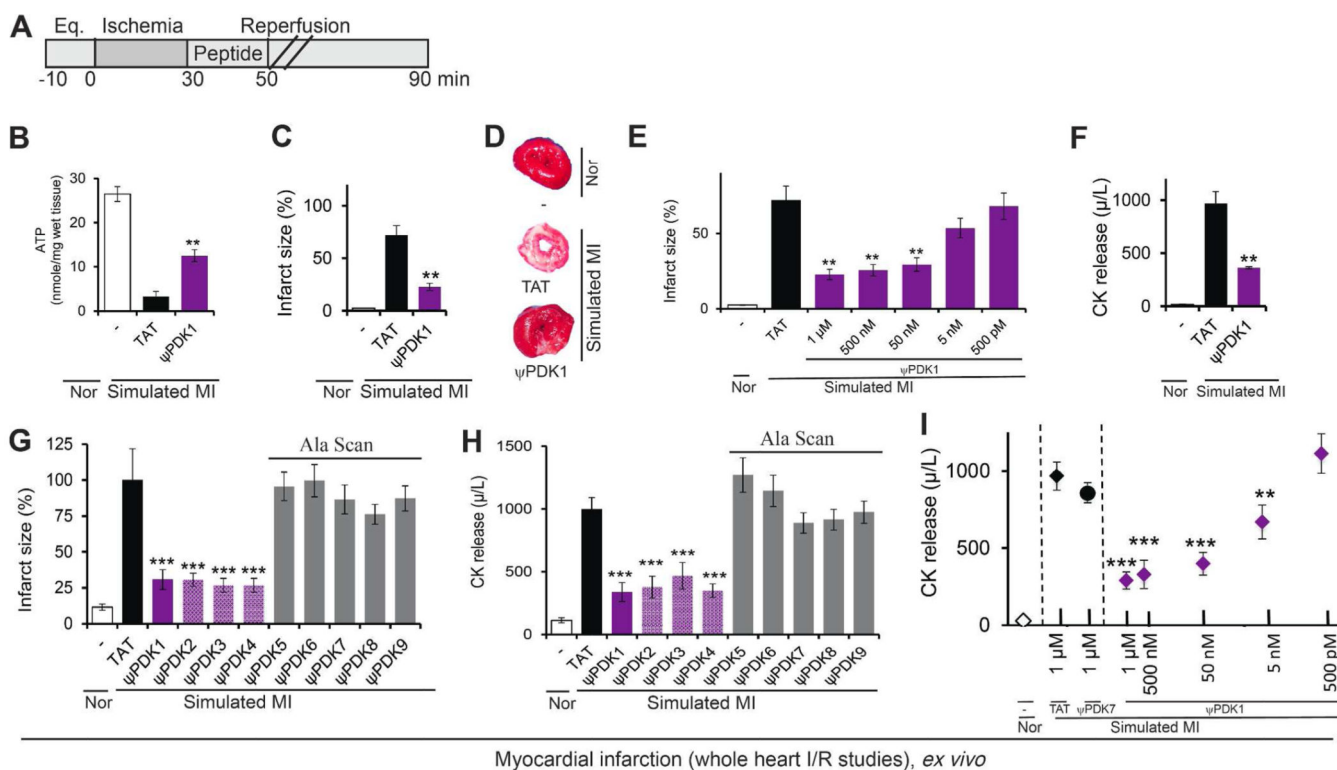 A
Eq. Ischemia Reperfusion
Peptide
-10 0 30 50 90 min
B
ATP
(nmole/mg wet tissue)
40
30
20
10
0
**
- TAT ψPDK1
Nor Simulated MI
C
Infarct size (%)
100
50
0
**
- TAT ψPDK1
Nor Simulated MI
D
Nor
-
TAT
Simulated MI
ψPDK1
E
Infarct size (%)
50
0
** ** **
- TAT 1 µM 500 nM 50 nM 5 nM 500 pM
ψPDK1
Nor Simulated MI
F
CK release (µ/L)
1000
500
0
**
- TAT ψPDK1
Nor Simulated MI
G
Ala Scan
Infarct size (%)
125
100
75
50
25
0
*** *** *** ***
- TAT ψPDK1 ψPDK2 ψPDK3 ψPDK4 ψPDK5 ψPDK6 ψPDK7 ψPDK8 ψPDK9
Nor Simulated MI
H
Ala Scan
CK release (µ/L)
1500
1000
500
0
*** *** *** ***
- TAT ψPDK1 ψPDK2 ψPDK3 ψPDK4 ψPDK5 ψPDK6 ψPDK7 ψPDK8 ψPDK9
Nor Simulated MI
I
CK release (µ/L)
1000
500
0
*** *** *** **
1 µM 1 µM 1 µM 500 nM 50 nM 5 nM 500 pM
- TAT ψPDK7 ψPDK1
Nor Simulated MI
Myocardial infarction (whole heart I/R studies), ex vivo